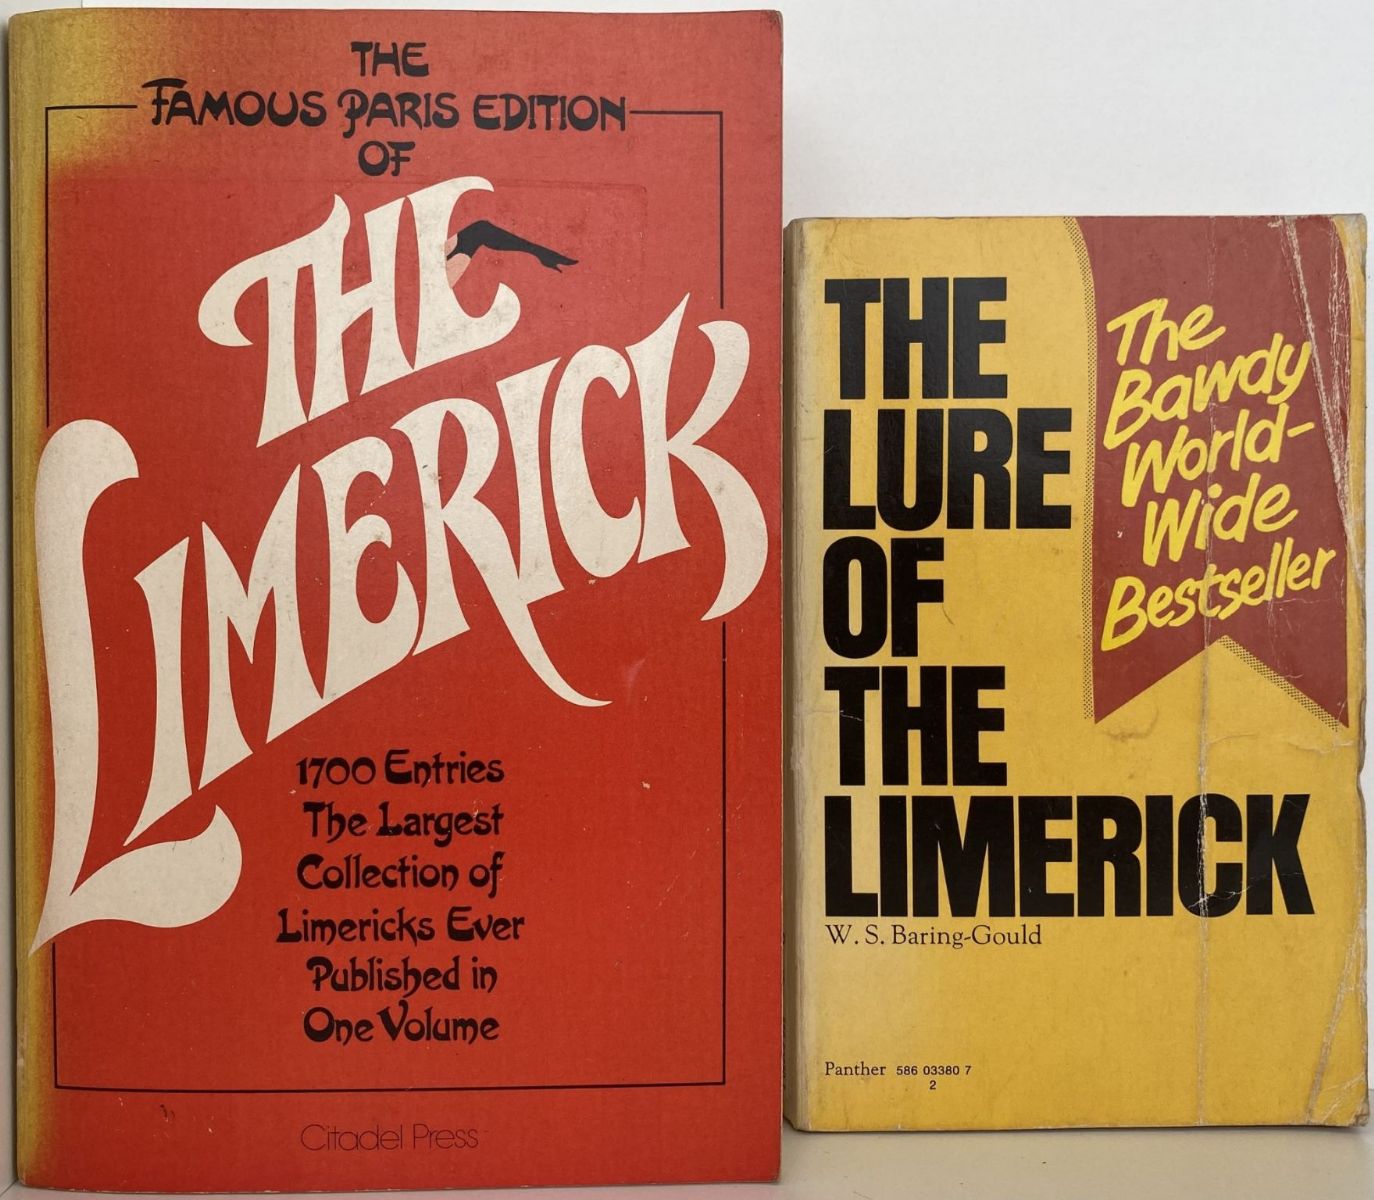 THE
FAMOUS PARIS EDITION
OF
THE
LIMERICK
1700 Entries
The Largest
Collection of
Limericks Ever
Published in
One Volume
Citadel Press
THE
LURE
OF
THE
LIMERICK
W. S. Baring-Gould
The
Bawdy
World-
Wide
Bestseller
Panther 586 03380 7
2